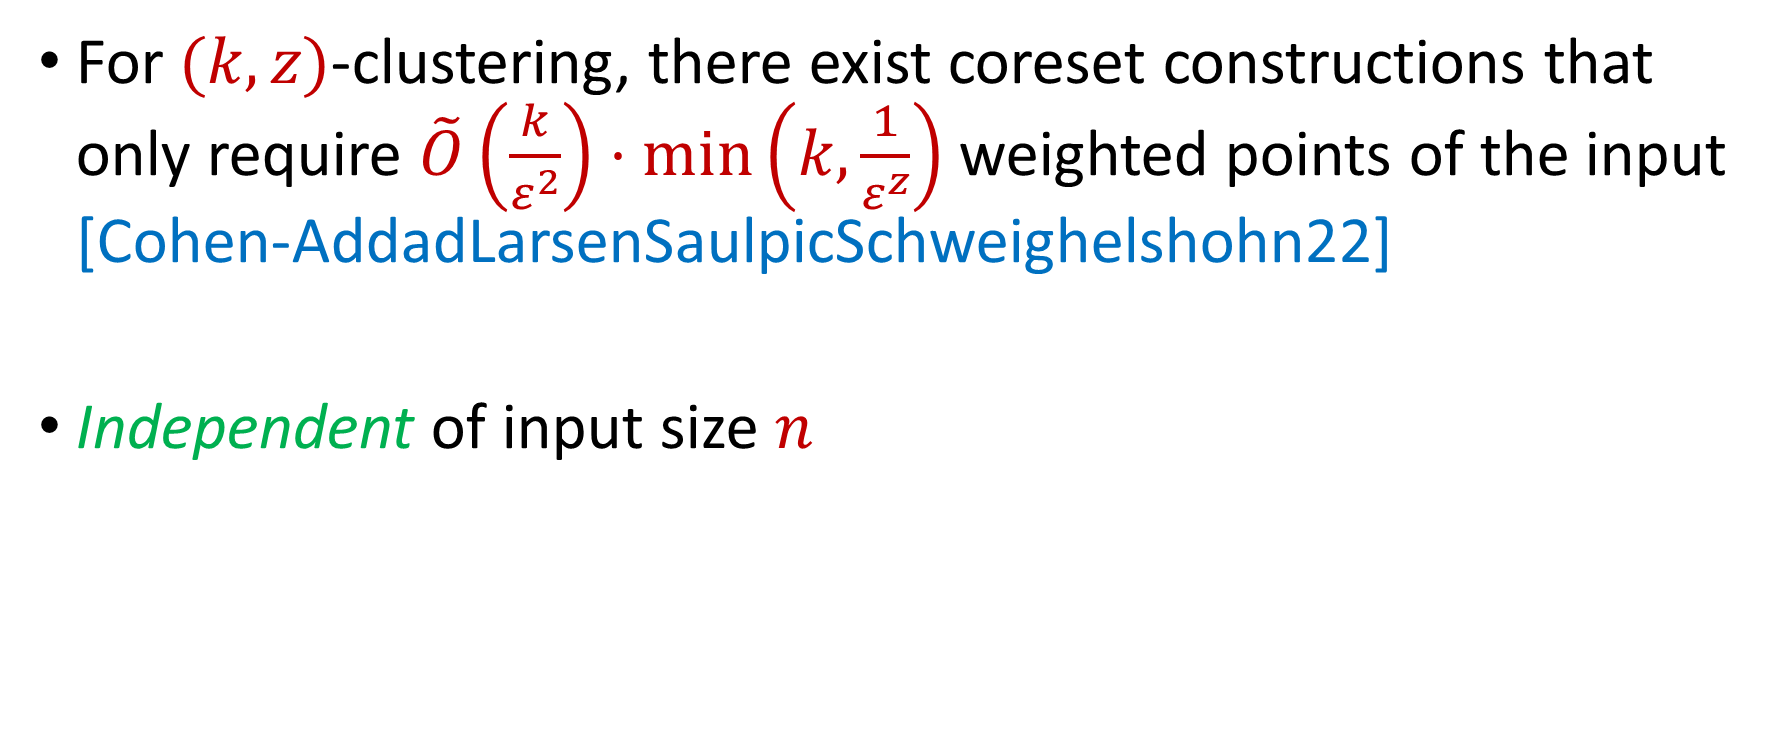 • For (k, z)-clustering, there exist coreset constructions that
only require Õ(k/ε²) · min(k, 1/ε^z) weighted points of the input
[Cohen-AddadLarsenSaulpicSchweighelshohn22]
• Independent of input size n